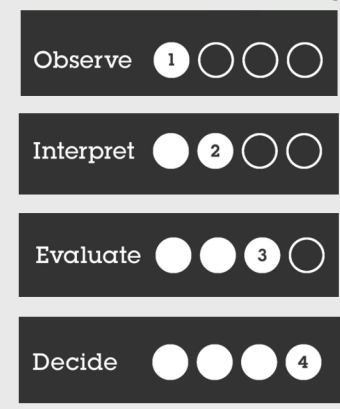 Observe 1
Interpret 2
Evaluate 3
Decide 4